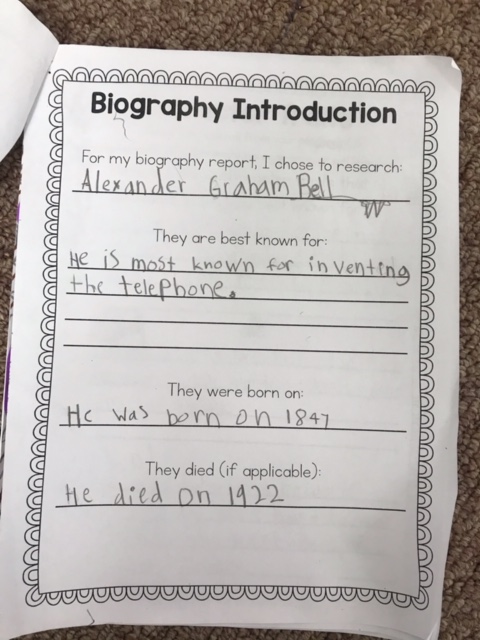 Biography Introduction
For my biography report, I chose to research:
Alexander Graham Bell
They are best known for:
He is most known for inventing
the telephone.
They were born on:
He was born on 1847
They died (if applicable):
He died on 1922